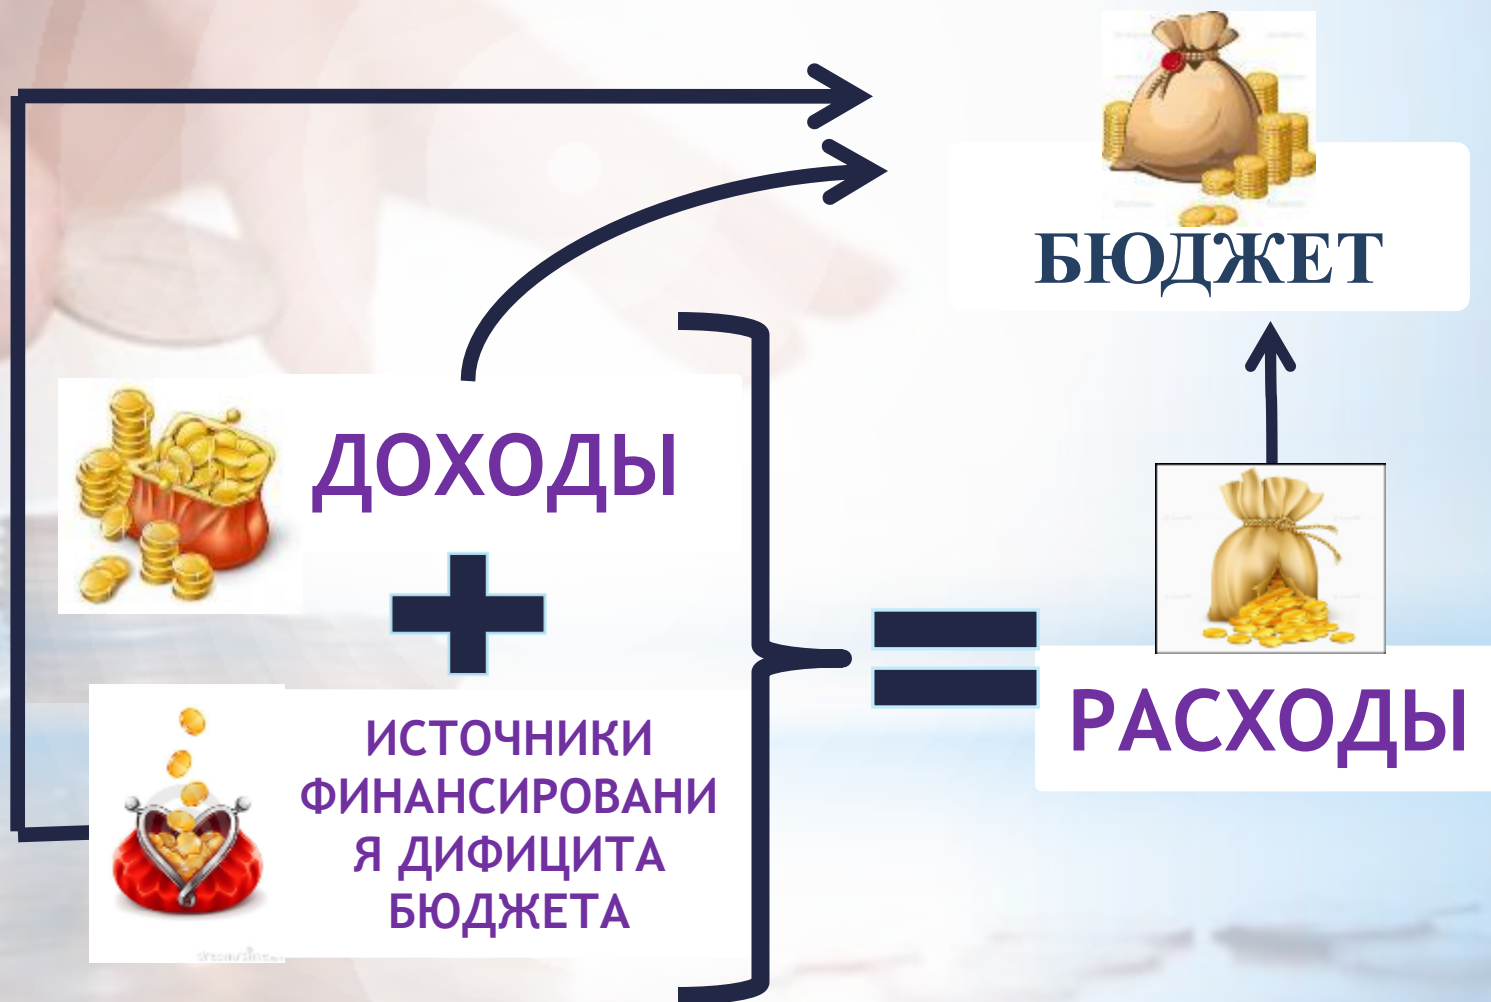 БЮДЖЕТ
ДОХОДЫ
ИСТОЧНИКИ
ФИНАНСИРОВАНИ
Я ДИФИЦИТА
БЮДЖЕТА
РАСХОДЫ